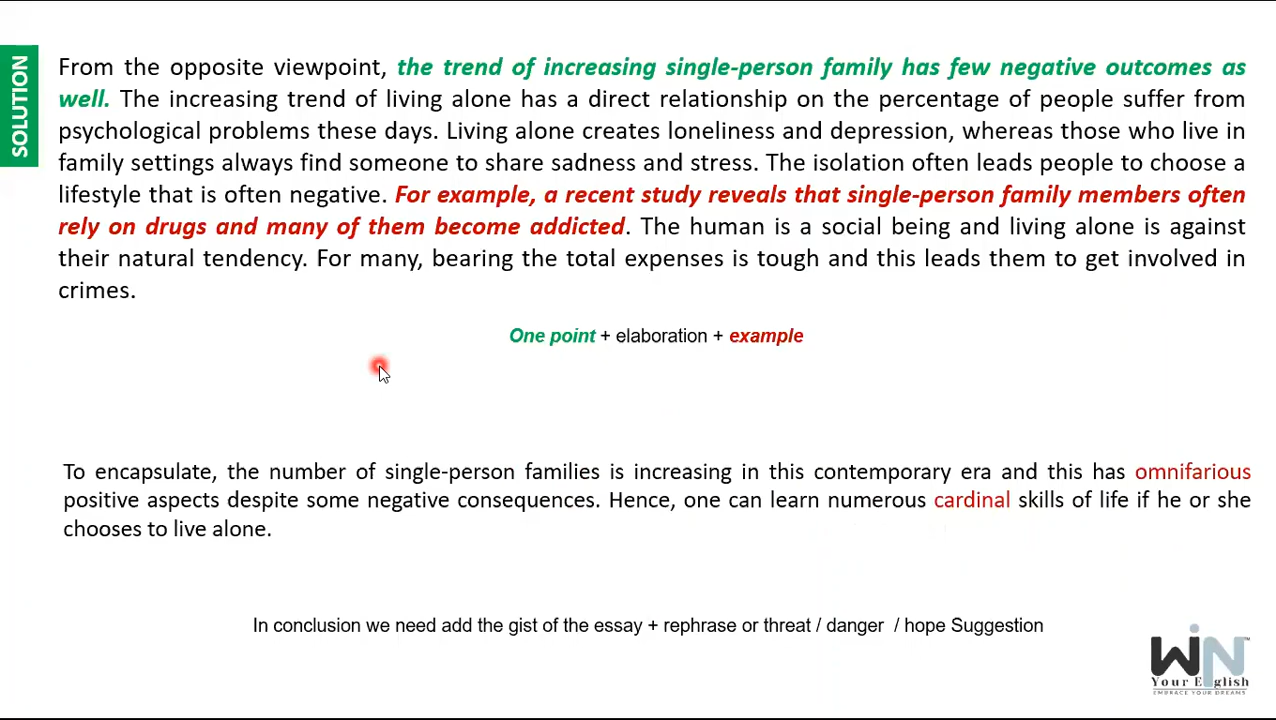 SOLUTION
From the opposite viewpoint, the trend of increasing single-person family has few negative outcomes as
well. The increasing trend of living alone has a direct relationship on the percentage of people suffer from
psychological problems these days. Living alone creates loneliness and depression, whereas those who live in
family settings always find someone to share sadness and stress. The isolation often leads people to choose a
lifestyle that is often negative. For example, a recent study reveals that single-person family members often
rely on drugs and many of them become addicted. The human is a social being and living alone is against
their natural tendency. For many, bearing the total expenses is tough and this leads them to get involved in
crimes.
One point + elaboration + example
To encapsulate, the number of single-person families is increasing in this contemporary era and this has omnifarious
positive aspects despite some negative consequences. Hence, one can learn numerous cardinal skills of life if he or she
chooses to live alone.
In conclusion we need add the gist of the essay + rephrase or threat / danger / hope Suggestion
WiN™
Your English
EMBRACE YOUR DREAMS